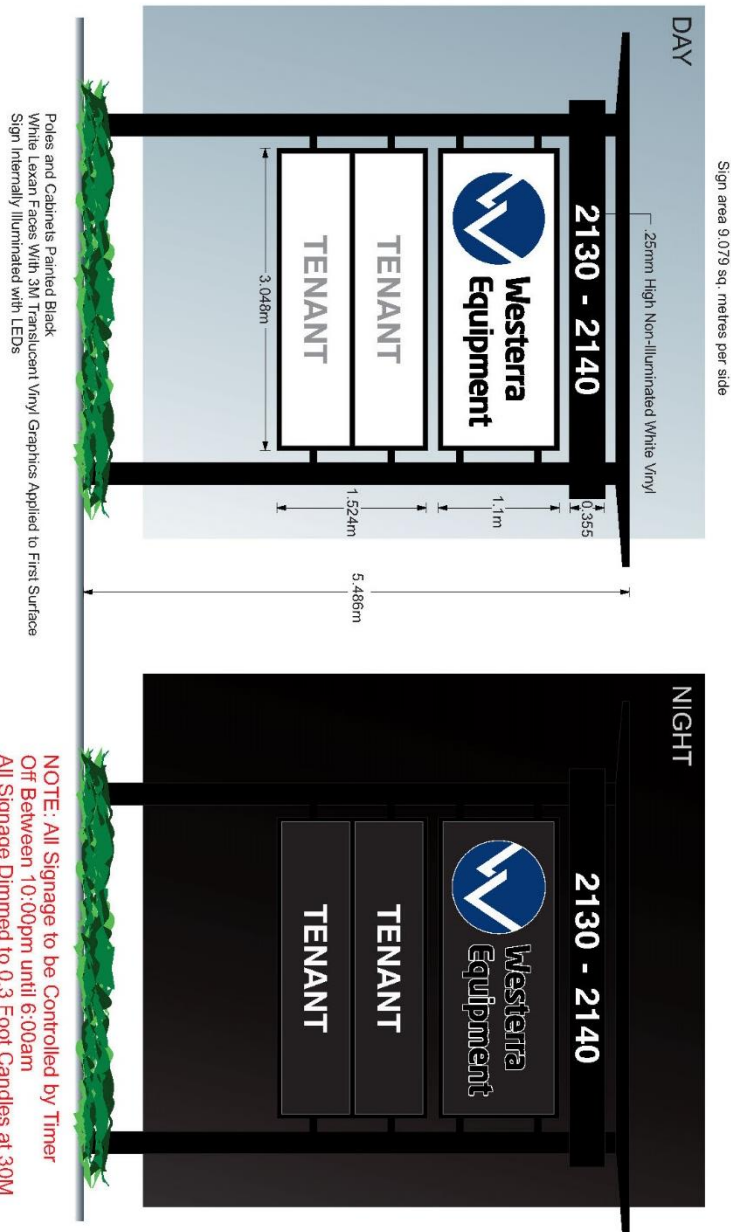 Sign area 9.079 sq. metres per side
DAY
.25mm High Non-Illuminated White Vinyl
2130 - 2140
Westerra
Equipment
TENANT
TENANT
3.048m
0.355
1.1m
1.524m
5.486m
Poles and Cabinets Painted Black
White Lexan Faces With 3M Translucent Vinyl Graphics Applied to First Surface
Sign Internally Illuminated with LEDs
NIGHT
2130 - 2140
Westerra
Equipment
TENANT
TENANT
NOTE: All Signage to be Controlled by Timer
Off Between 10:00pm until 6:00am
All Signage Dimmed to 0.3 Foot Candles at 30M